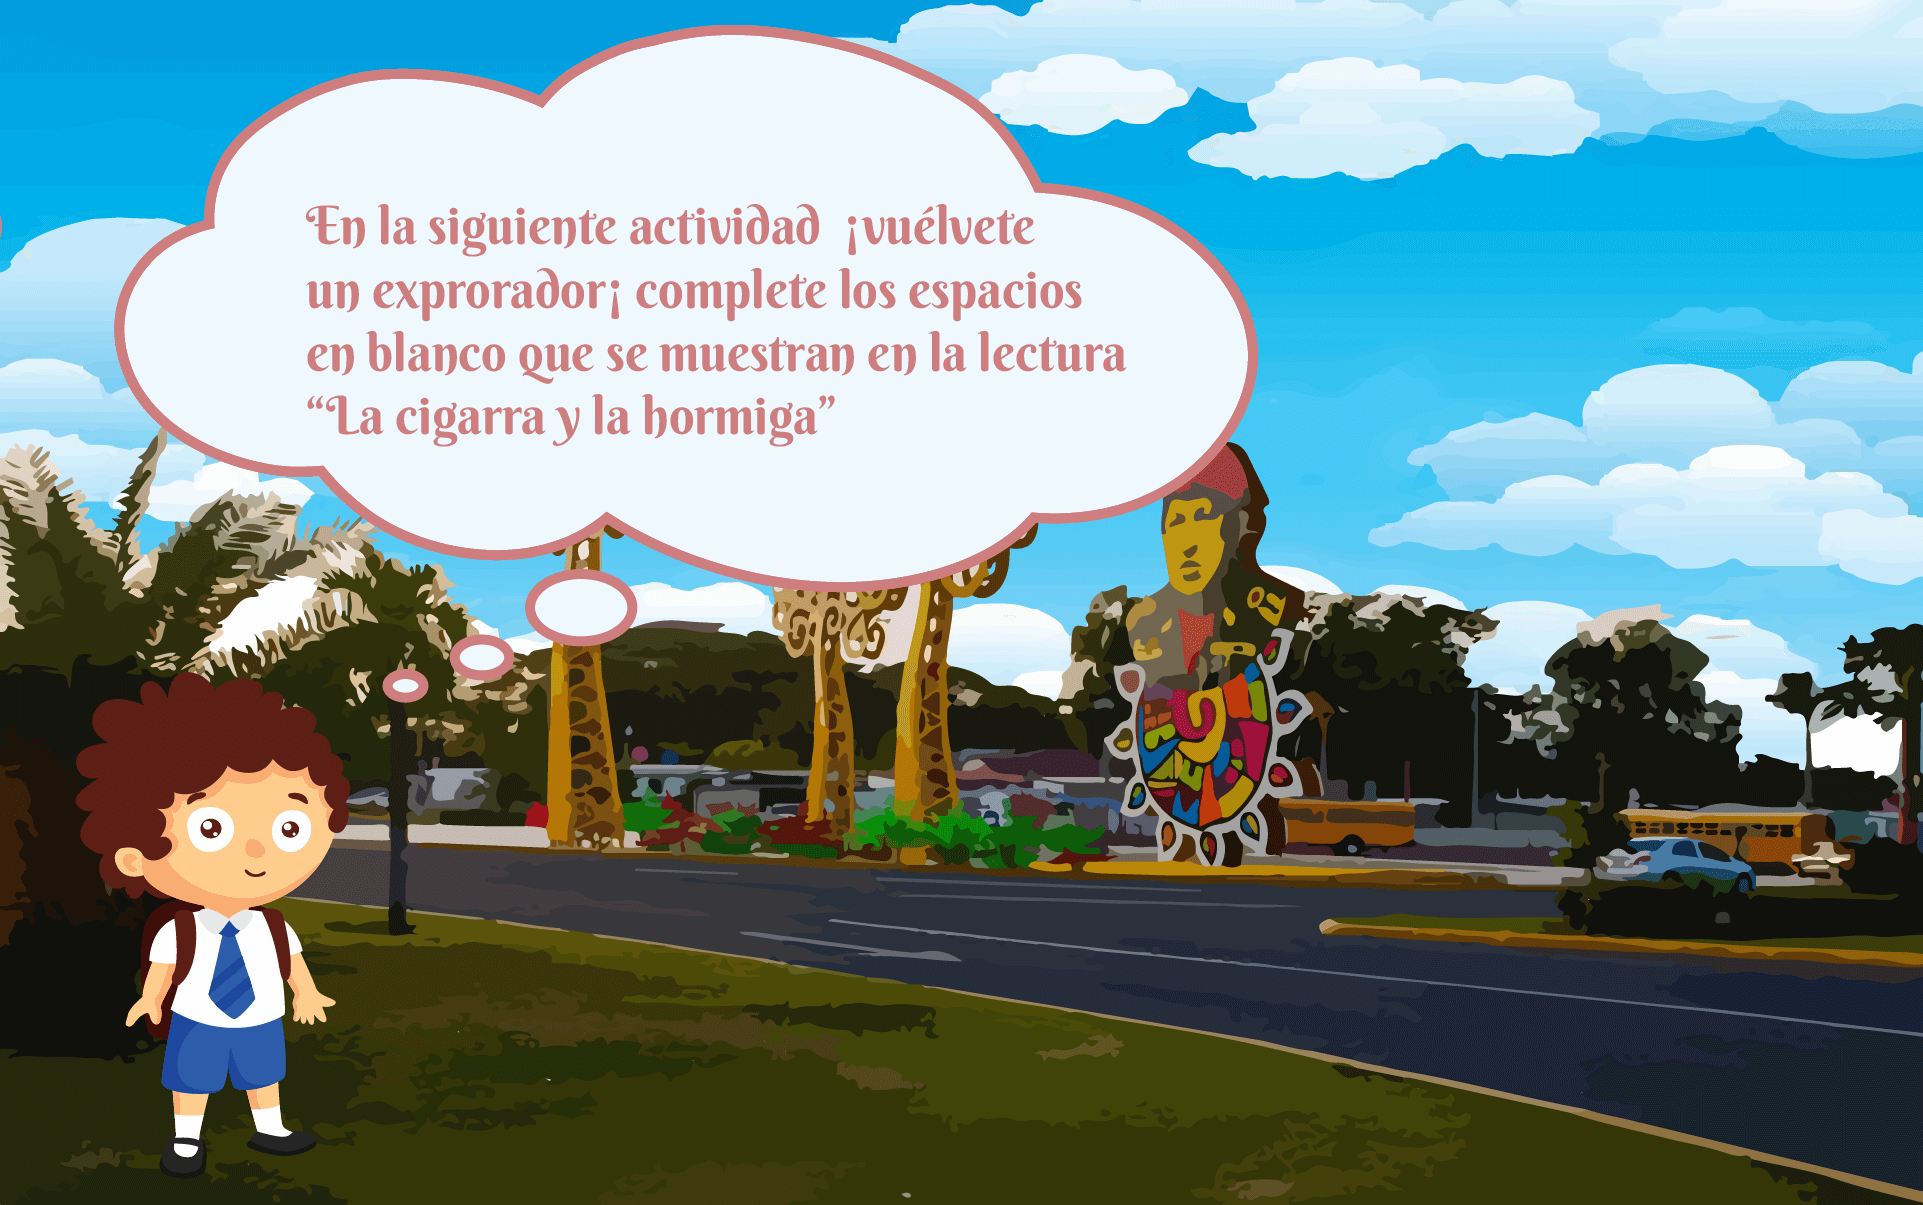 En la siguiente actividad ¡vuélvete
un exprorador¡ complete los espacios
en blanco que se muestran en la lectura
“La cigarra y la hormiga”